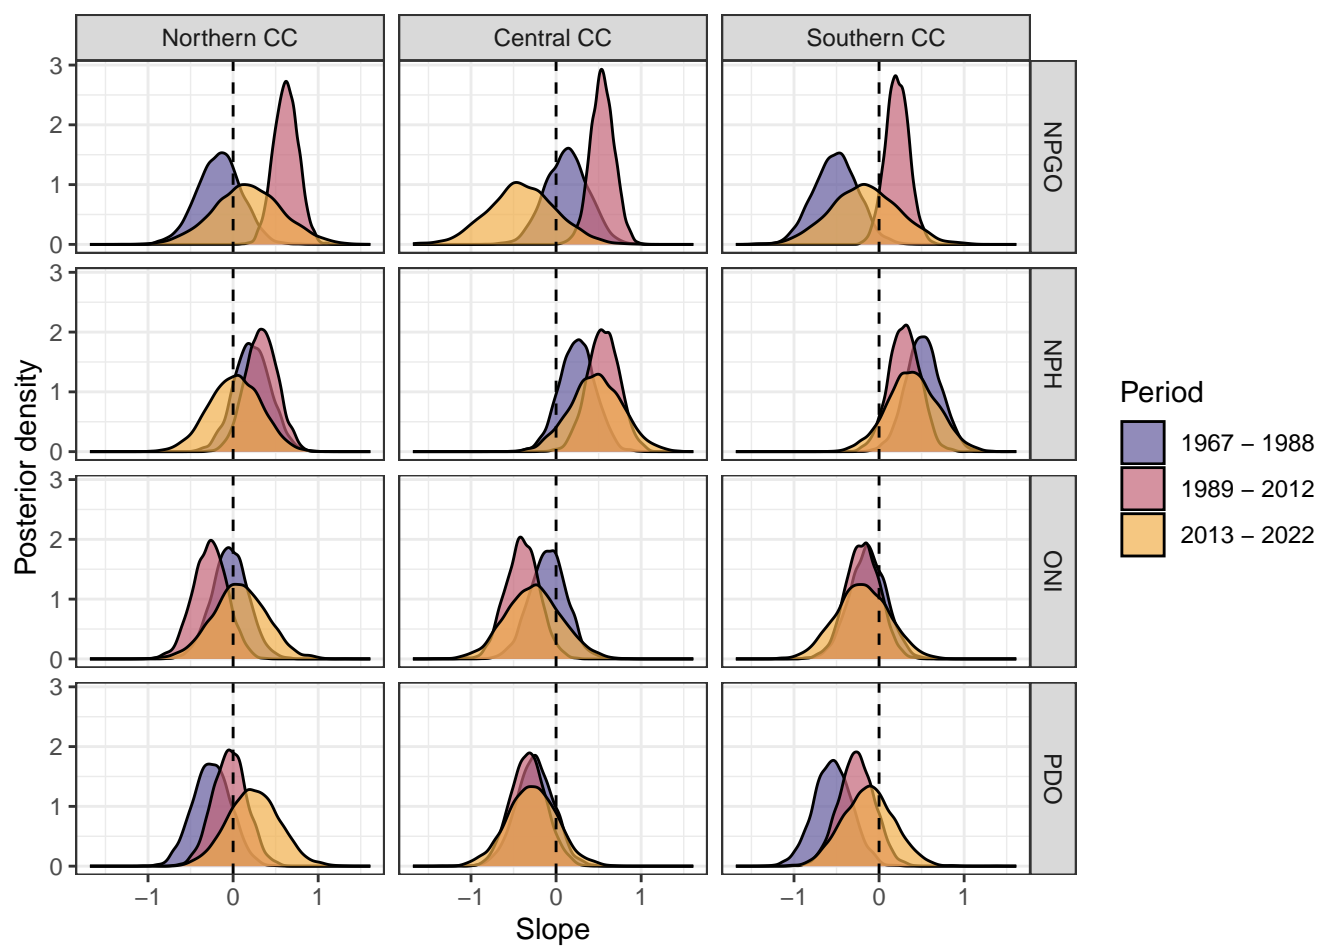 Northern CC
Central CC
Southern CC
3
2
1
0
NPGO
3
2
1
0
NPH
3
2
1
0
ONI
3
2
1
0
PDO
−1 0 1
−1 0 1
−1 0 1
Slope
Posterior density
Period
1967 − 1988
1989 − 2012
2013 − 2022